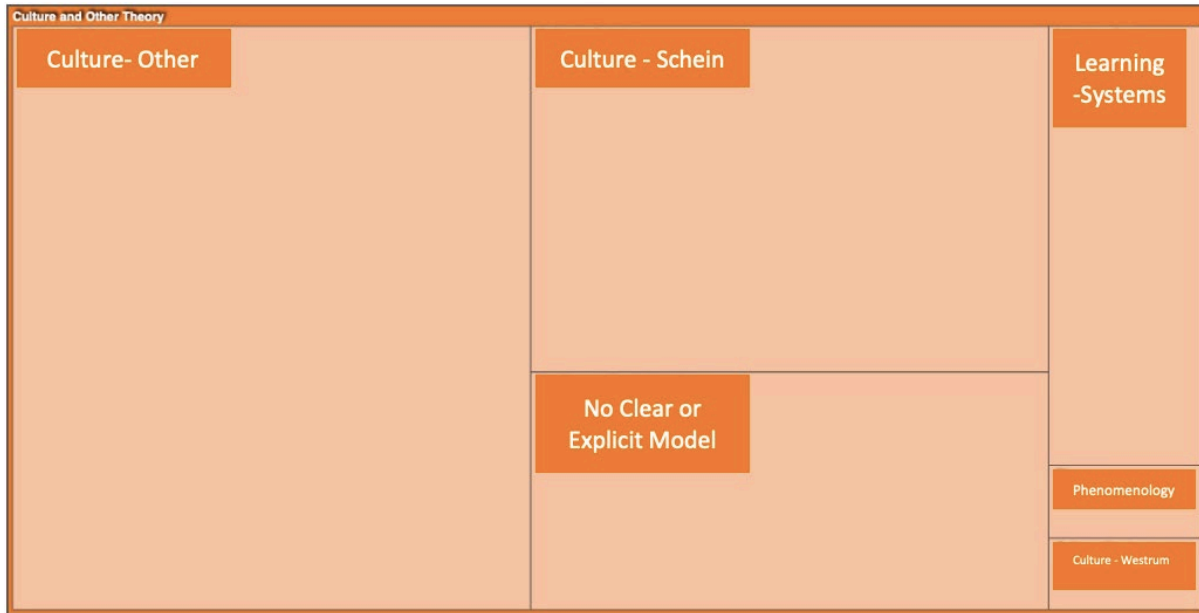 Culture and Other Theory
Culture- Other
Culture - Schein
Learning
-Systems
No Clear or
Explicit Model
Phenomenology
Culture - Westrum